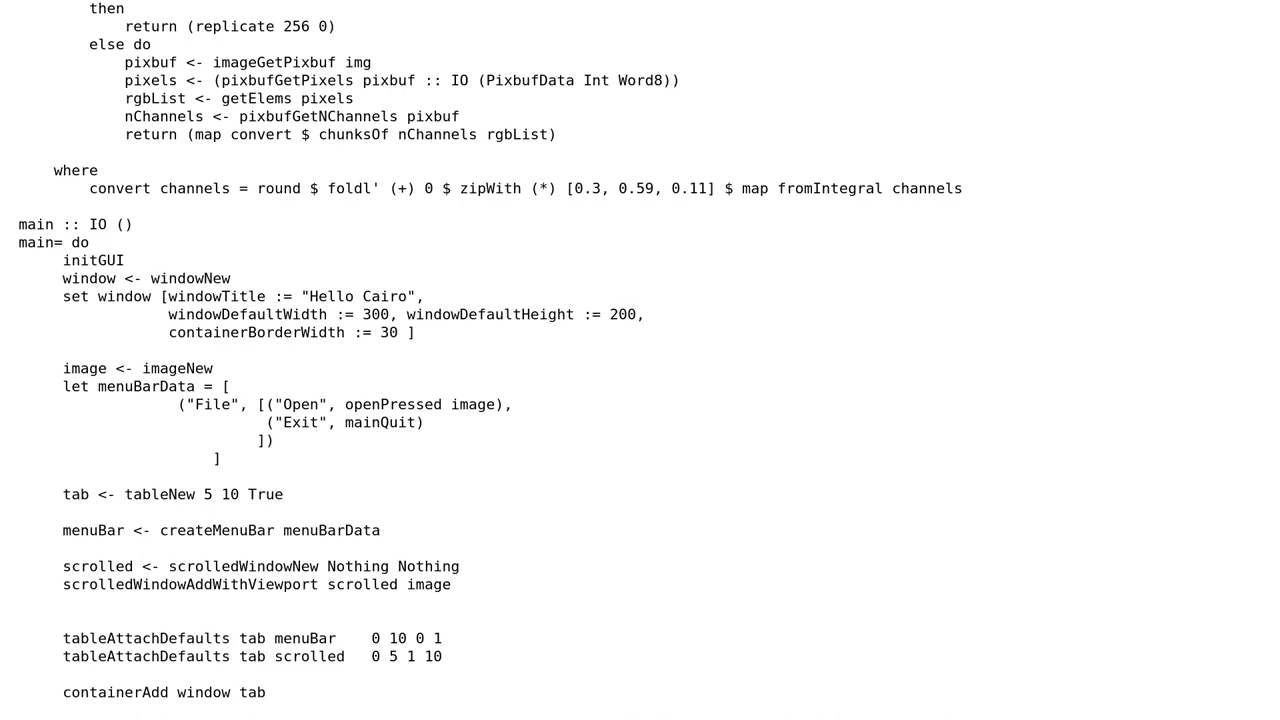 then
return (replicate 256 0)
else do
pixbuf <- imageGetPixbuf img
pixels <- (pixbufGetPixels pixbuf :: IO (PixbufData Int Word8))
rgbList <- getElems pixels
nChannels <- pixbufGetNChannels pixbuf
return (map convert $ chunksOf nChannels rgbList)
where
convert channels = round $ foldl' (+) 0 $ zipWith (*) [0.3, 0.59, 0.11] $ map fromIntegral channels
main :: IO ()
main= do
initGUI
window <- windowNew
set window [windowTitle := "Hello Cairo",
windowDefaultWidth := 300, windowDefaultHeight := 200,
containerBorderWidth := 30 ]
image <- imageNew
let menuBarData = [
("File", [("Open", openPressed image),
("Exit", mainQuit)
])
]
tab <- tableNew 5 10 True
menuBar <- createMenuBar menuBarData
scrolled <- scrolledWindowNew Nothing Nothing
scrolledWindowAddWithViewport scrolled image
tableAttachDefaults tab menuBar    0 10 0 1
tableAttachDefaults tab scrolled   0 5 1 10
containerAdd window tab